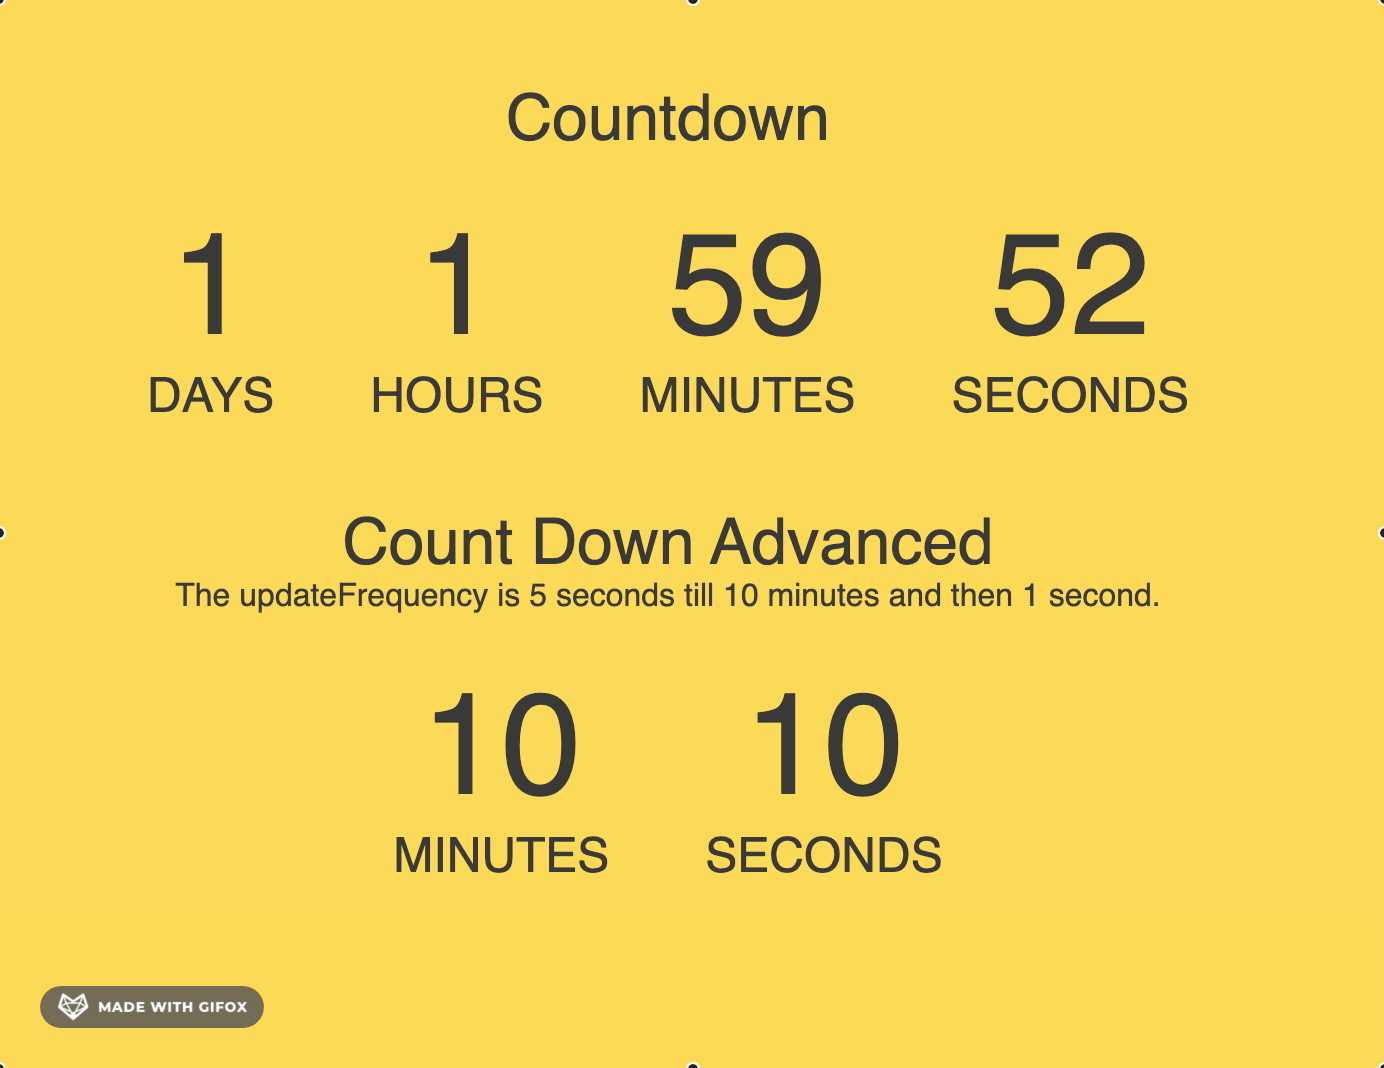 Countdown
1 1 59 52
DAYS HOURS MINUTES SECONDS
Count Down Advanced
The updateFrequency is 5 seconds till 10 minutes and then 1 second.
10 10
MINUTES SECONDS
MADE WITH GIFOX